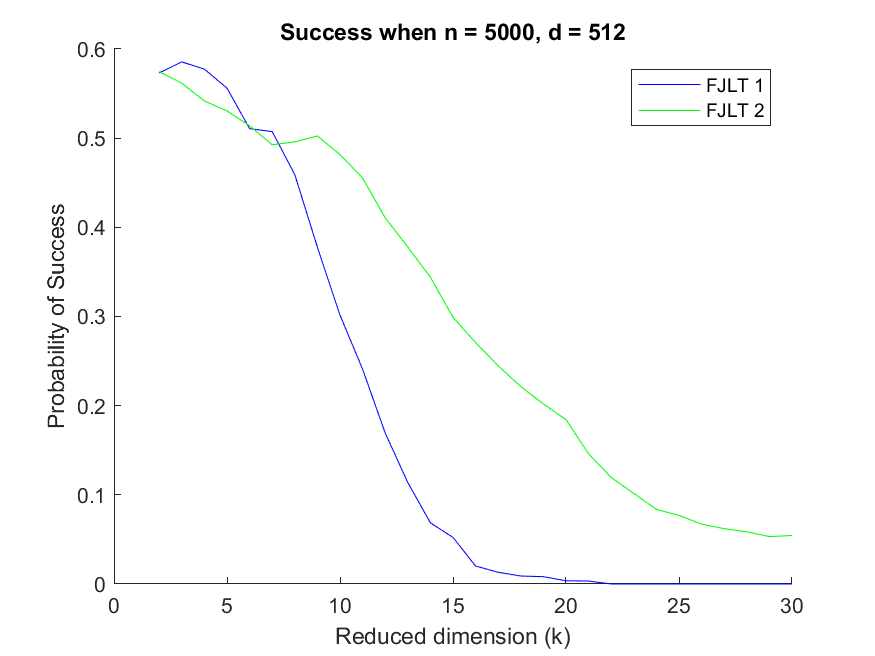 Success when n = 5000, d = 512
FJLT 1
FJLT 2
Probability of Success
0.6
0.5
0.4
0.3
0.2
0.1
0
0 5 10 15 20 25 30
Reduced dimension (k)